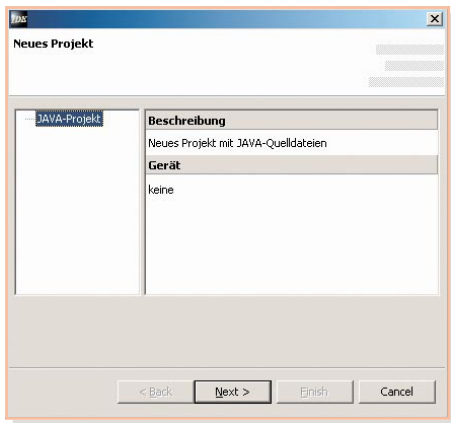 IDE
Neues Projekt
JAVA-Projekt
Beschreibung
Neues Projekt mit JAVA-Quelldateien
Gerät
keine
< Back
Next >
Finish
Cancel